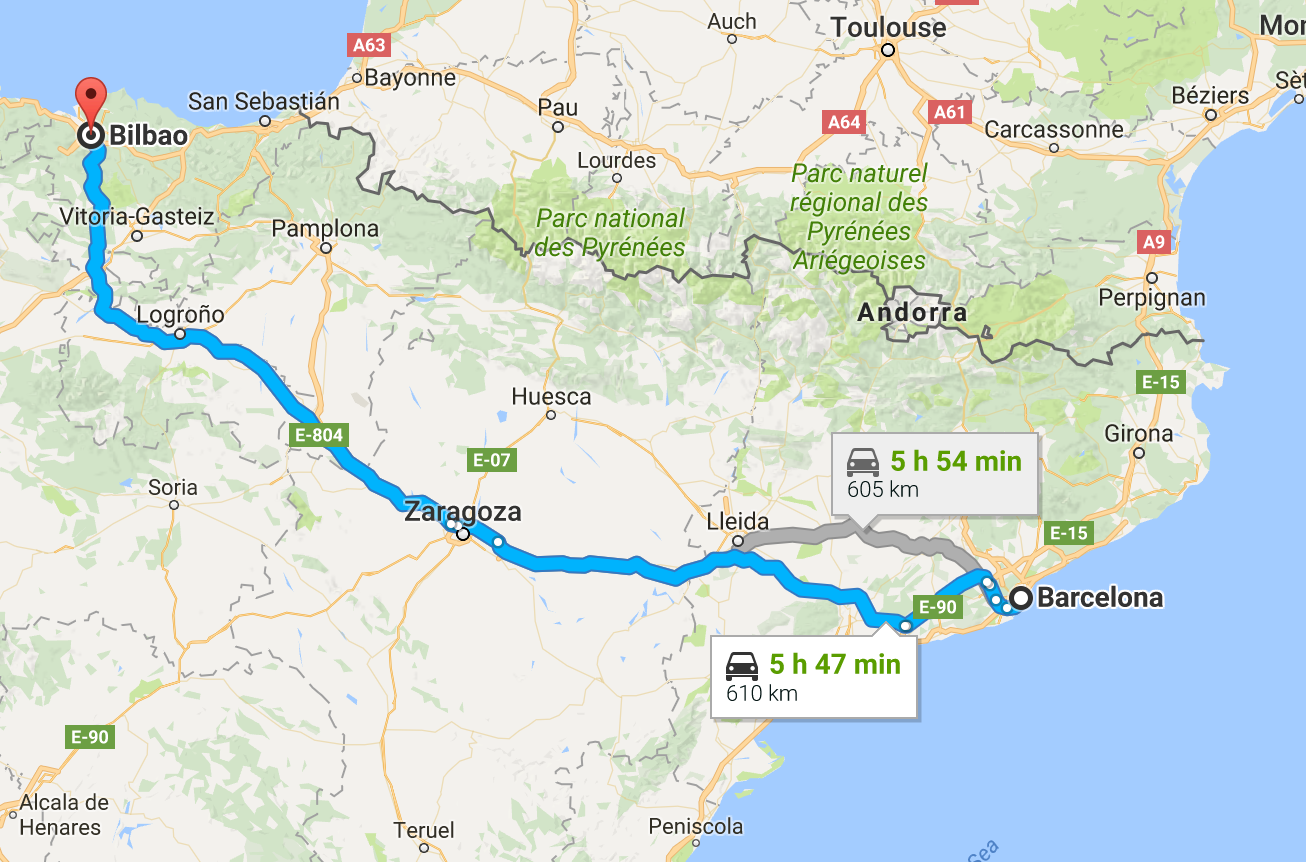 Auch
Toulouse
Mon
A63
Bayonne
Sèt
Béziers
San Sebastián
Pau
A64
A61
Carcassonne
Bilbao
Lourdes
Parc naturel
régional des
Pyrénées
Ariégeoises
Vitoria-Gasteiz
Pamplona
Parc national
des Pyrénées
A9
Perpignan
Logroño
Andorra
E-15
Huesca
E-804
Girona
E-07
5 h 54 min
605 km
Soria
Zaragoza
Lleida
E-15
E-90
Barcelona
5 h 47 min
610 km
E-90
Alcala de
Henares
Teruel
Peniscola
Sea